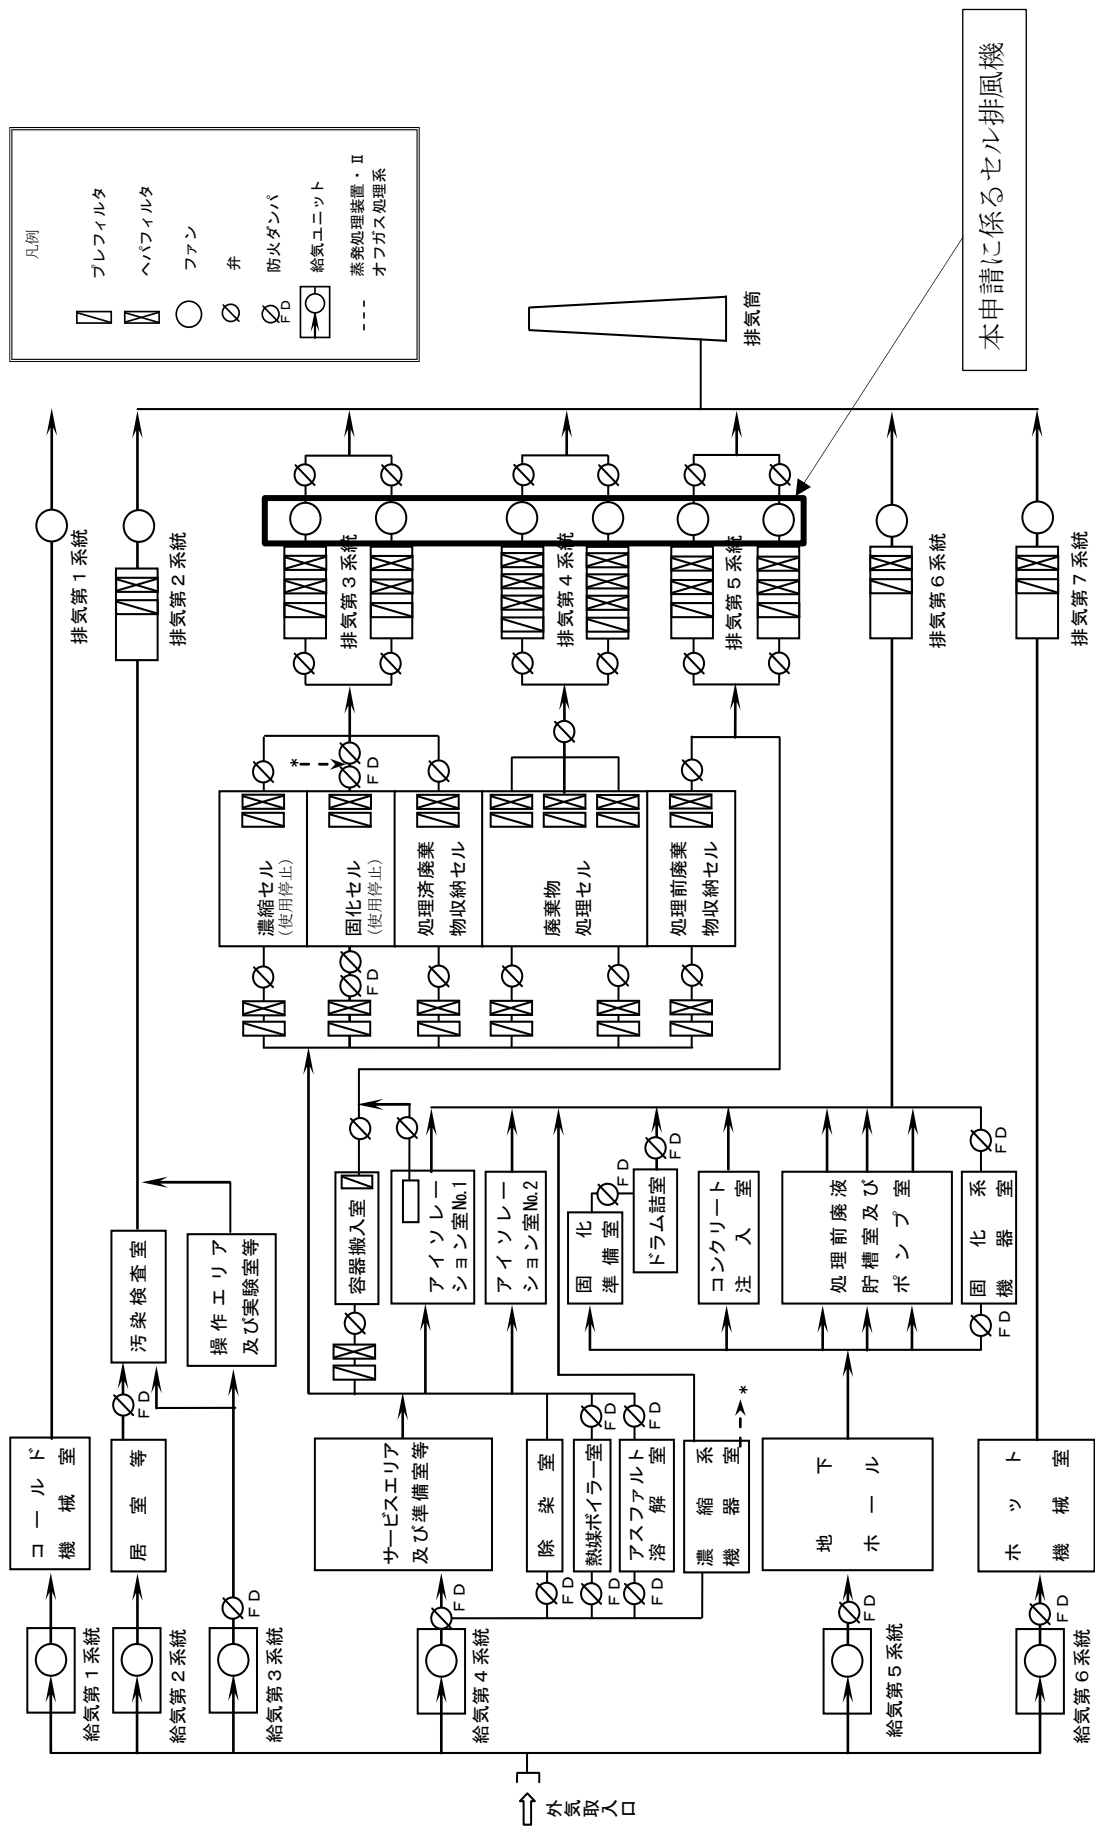 凡例
プレフィルタ
ヘパフィルタ
ファン
弁
防火ダンパ
FD
給気ユニット
蒸発処理装置・Ⅱ
オフガス処理系
本申請に係るセル排風機
排気筒
排気第1系統
排気第2系統
排気第3系統
排気第4系統
排気第5系統
排気第6系統
排気第7系統
濃縮セル
(使用停止)
固化セル
(使用停止)
処理済廃棄
物収納セル
廃棄物
処理セル
処理前廃棄
物収納セル
*
FD
FD
容器搬入室
アイソレー
ション室No.1
アイソレー
ション室No.2
固化
準備室
FD
ドラム詰室
FD
コンクリート
注入室
処理前廃液
貯槽室及び
ポンプ室
固化系
機器室
FD
FD
汚染検査室
操作エリア
及び実験室等
FD
コールド
機械室
居室等
サービスエリア
及び準備室等
除染室
FD
熱媒ボイラー室
FD
FD
アスファルト
溶解室
FD
FD
濃縮系
機器室
*
地下
ホール
ホット
機械室
給気第1系統
給気第2系統
給気第3系統
FD
給気第4系統
FD
給気第5系統
FD
給気第6系統
FD
外気取入口